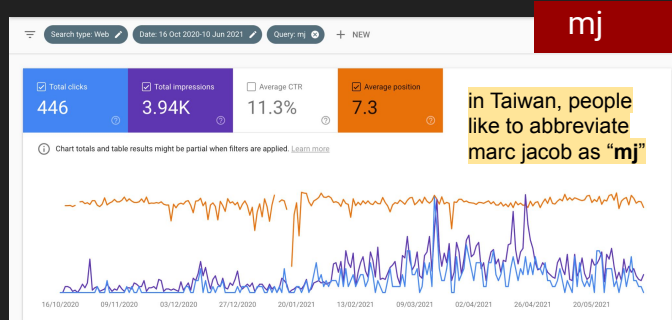 mj
Search type: Web
Date: 16 Oct 2020-10 Jun 2021
Query: mj
+ NEW
Total clicks
446
Total impressions
3.94K
Average CTR
11.3%
Average position
7.3
in Taiwan, people
like to abbreviate
marc jacob as “mj”
Chart totals and table results might be partial when filters are applied. Learn more
16/10/2020 09/11/2020 03/12/2020 27/12/2020 20/01/2021 13/02/2021 09/03/2021 02/04/2021 26/04/2021 20/05/2021